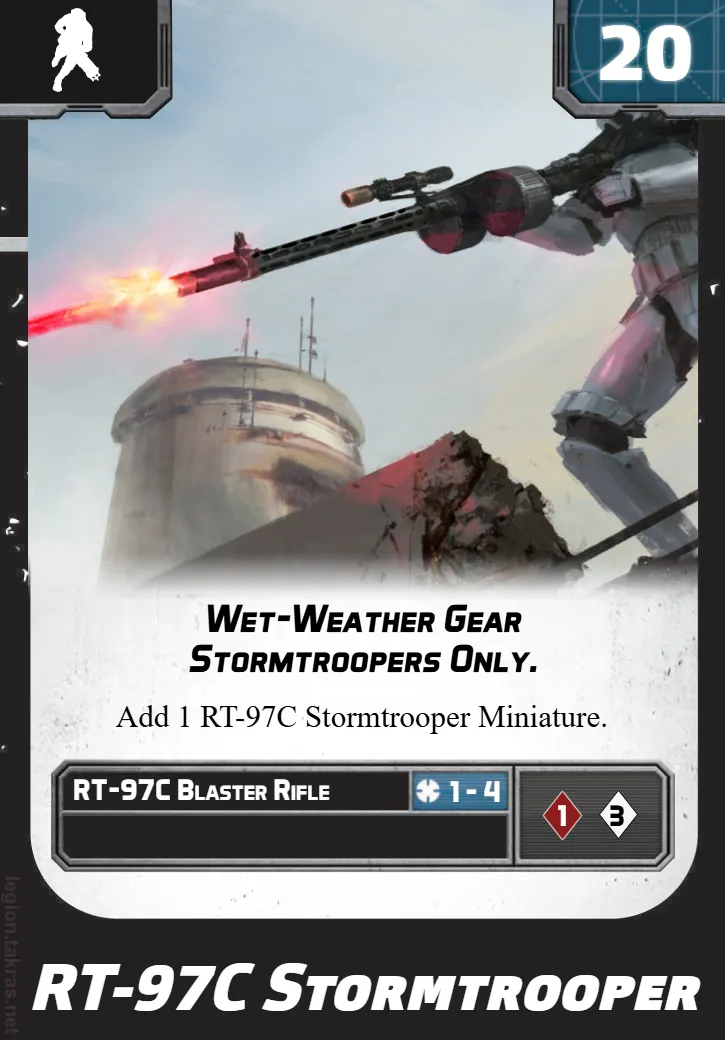 20
Wet-Weather Gear
Stormtroopers Only.
Add 1 RT-97C Stormtrooper Miniature.
RT-97C Blaster Rifle 1 - 4
1 3
RT-97C Stormtrooper
legion.takras.net